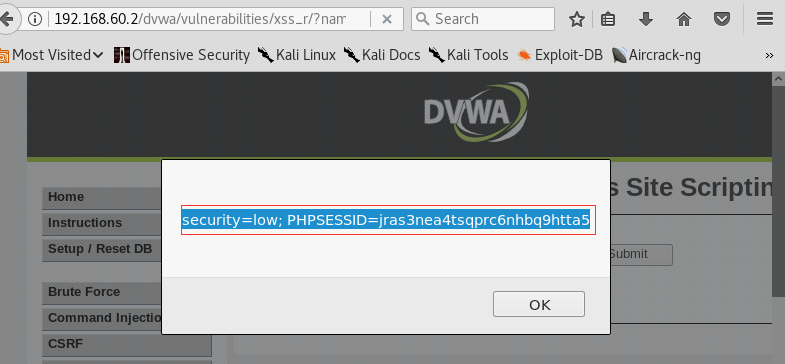 192.168.60.2/dvwa/vulnerabilities/xss_r/?nam
Search
Most Visited Offensive Security Kali Linux Kali Docs Kali Tools Exploit-DB Aircrack-ng »
DVWA
s Site Scripting
Home
Instructions
Setup / Reset DB
security=low; PHPSESSID=jras3nea4tsqprc6nhbq9htta5
Submit
Brute Force
OK
Command Injectio
CSRF